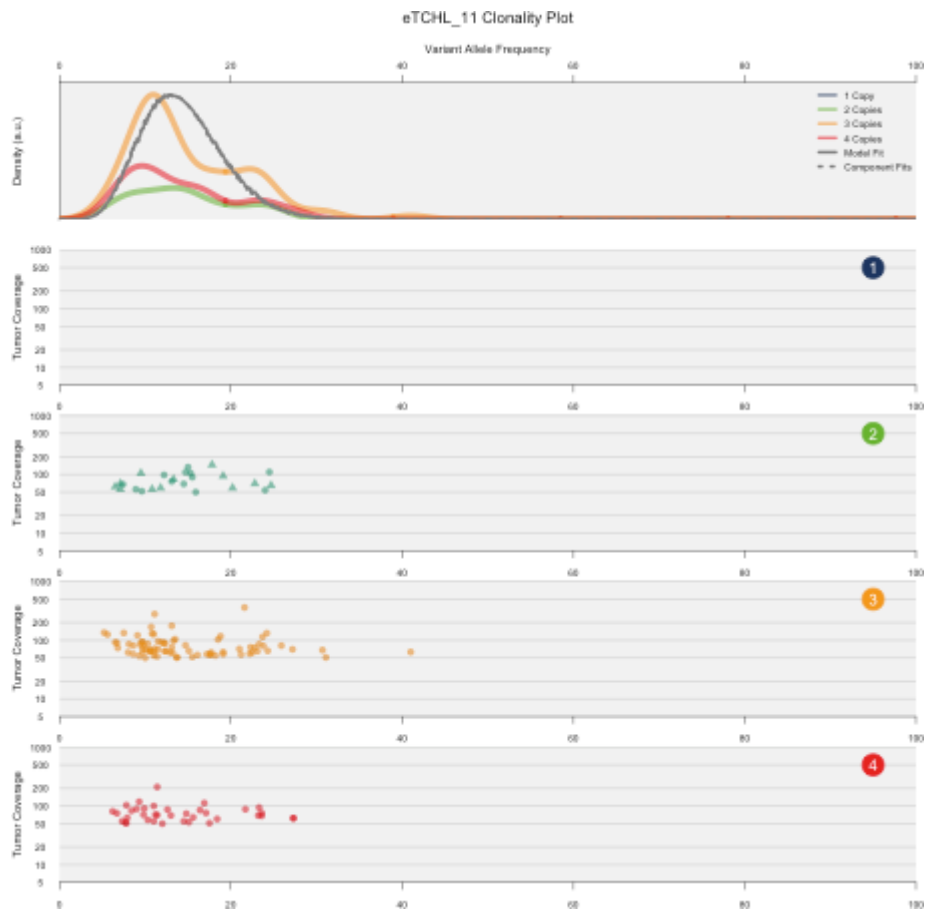 eTCHL_11 Clonality Plot
Variant Allele Frequency
0 20 40 60 80 100
Density (a.u.)
1 Copy
2 Copies
3 Copies
4 Copies
Model Fit
Component Fits
Tumor Coverage
1000
500
200
100
50
20
10
5
1
0 20 40 60 80 100
Tumor Coverage
1000
500
200
100
50
20
10
5
2
0 20 40 60 80 100
Tumor Coverage
1000
500
200
100
50
20
10
5
3
0 20 40 60 80 100
Tumor Coverage
1000
500
200
100
50
20
10
5
4
0 20 40 60 80 100